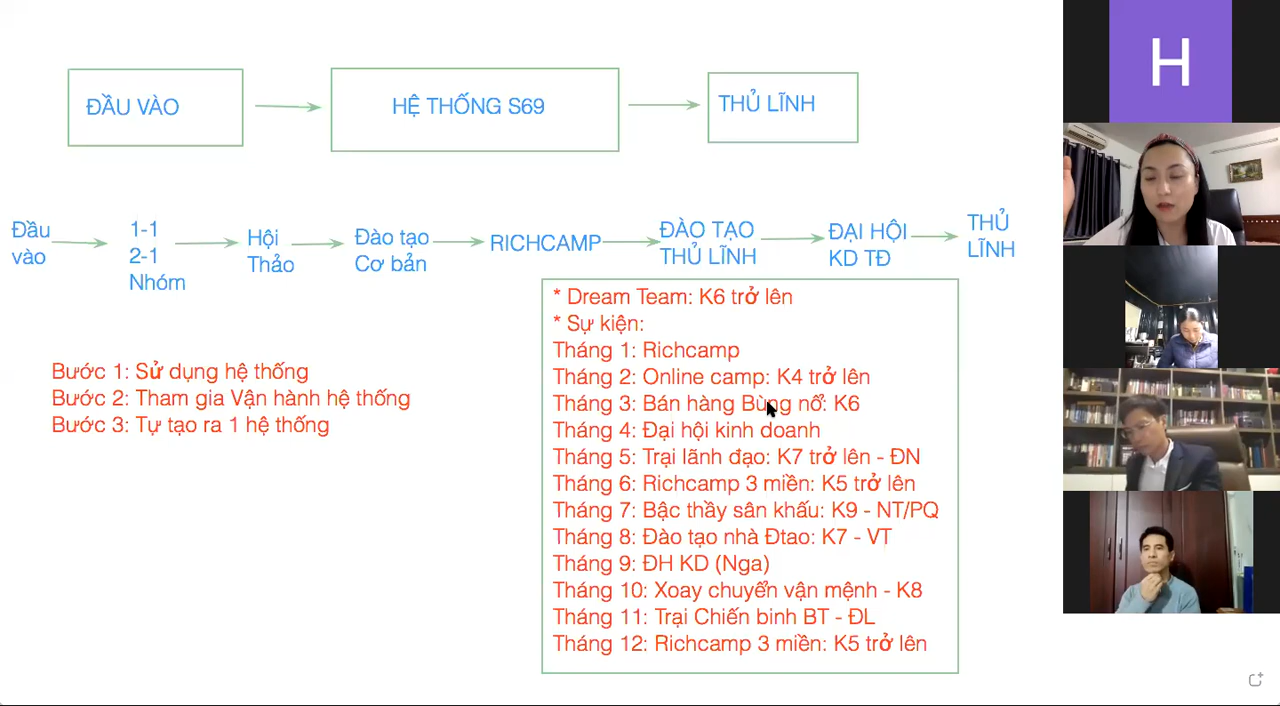 ĐẦU VÀO
HỆ THỐNG S69
THỦ LĨNH
H
Đầu
vào
1-1
2-1
Nhóm
Hội
Thảo
Đào tạo
Cơ bản
RICHCAMP
ĐÀO TẠO
THỦ LĨNH
ĐẠI HỘI
KD TĐ
THỦ
LĨNH
Bước 1: Sử dụng hệ thống
Bước 2: Tham gia Vận hành hệ thống
Bước 3: Tự tạo ra 1 hệ thống
* Dream Team: K6 trở lên
* Sự kiện:
Tháng 1: Richcamp
Tháng 2: Online camp: K4 trở lên
Tháng 3: Bán hàng Bùng nổ: K6
Tháng 4: Đại hội kinh doanh
Tháng 5: Trại lãnh đạo: K7 trở lên - ĐN
Tháng 6: Richcamp 3 miền: K5 trở lên
Tháng 7: Bậc thầy sân khấu: K9 - NT/PQ
Tháng 8: Đào tạo nhà Đtao: K7 - VT
Tháng 9: ĐH KD (Nga)
Tháng 10: Xoay chuyển vận mệnh - K8
Tháng 11: Trại Chiến binh BT - ĐL
Tháng 12: Richcamp 3 miền: K5 trở lên